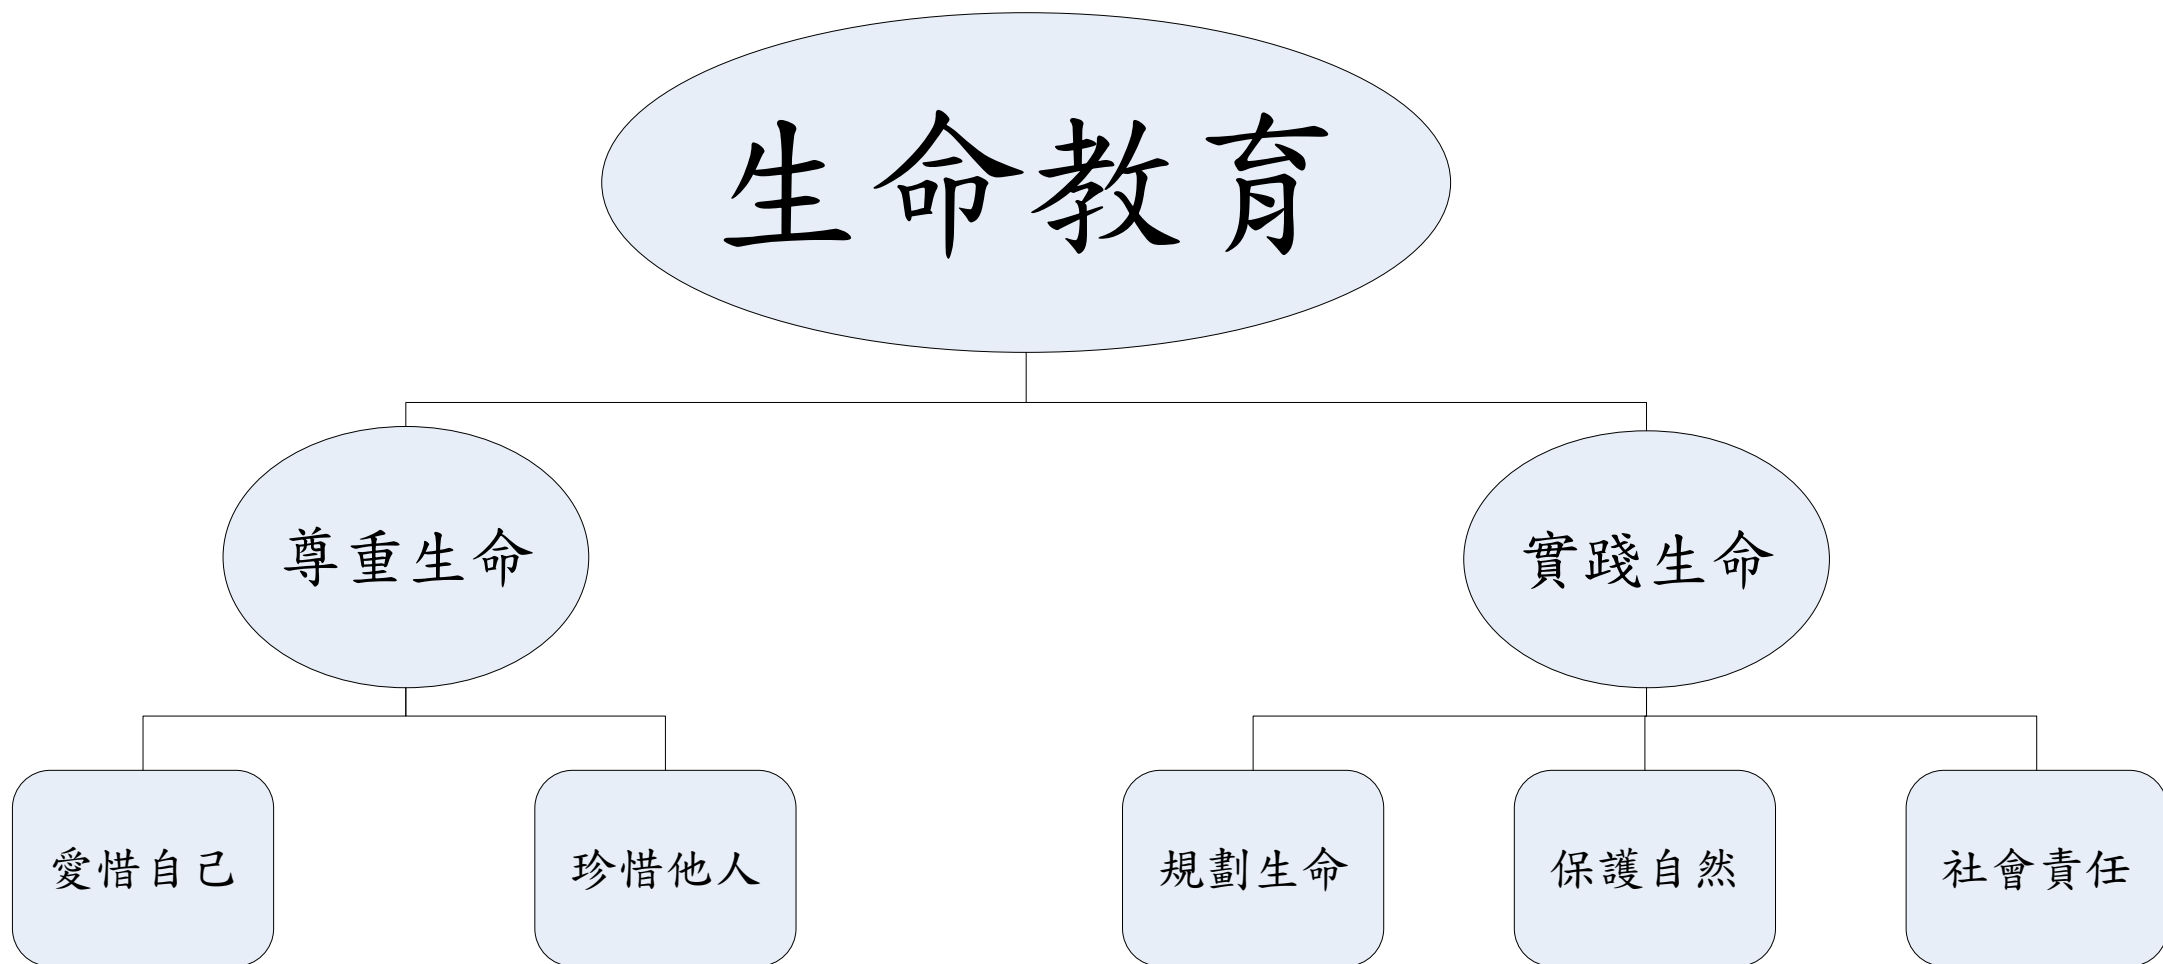 生命教育
尊重生命
實踐生命
愛惜自己
珍惜他人
規劃生命
保護自然
社會責任